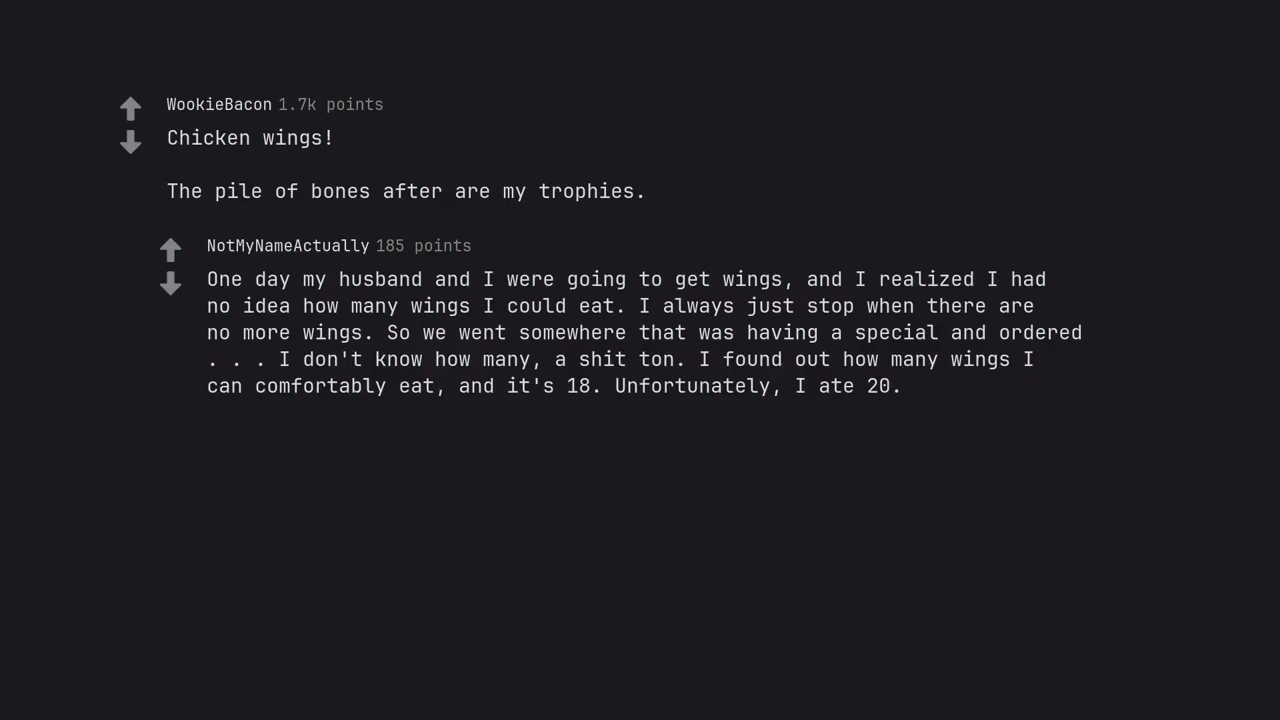 WookieBacon 1.7k points
Chicken wings!
The pile of bones after are my trophies.
NotMyNameActually 185 points
One day my husband and I were going to get wings, and I realized I had
no idea how many wings I could eat. I always just stop when there are
no more wings. So we went somewhere that was having a special and ordered
. . . I don't know how many, a shit ton. I found out how many wings I
can comfortably eat, and it's 18. Unfortunately, I ate 20.